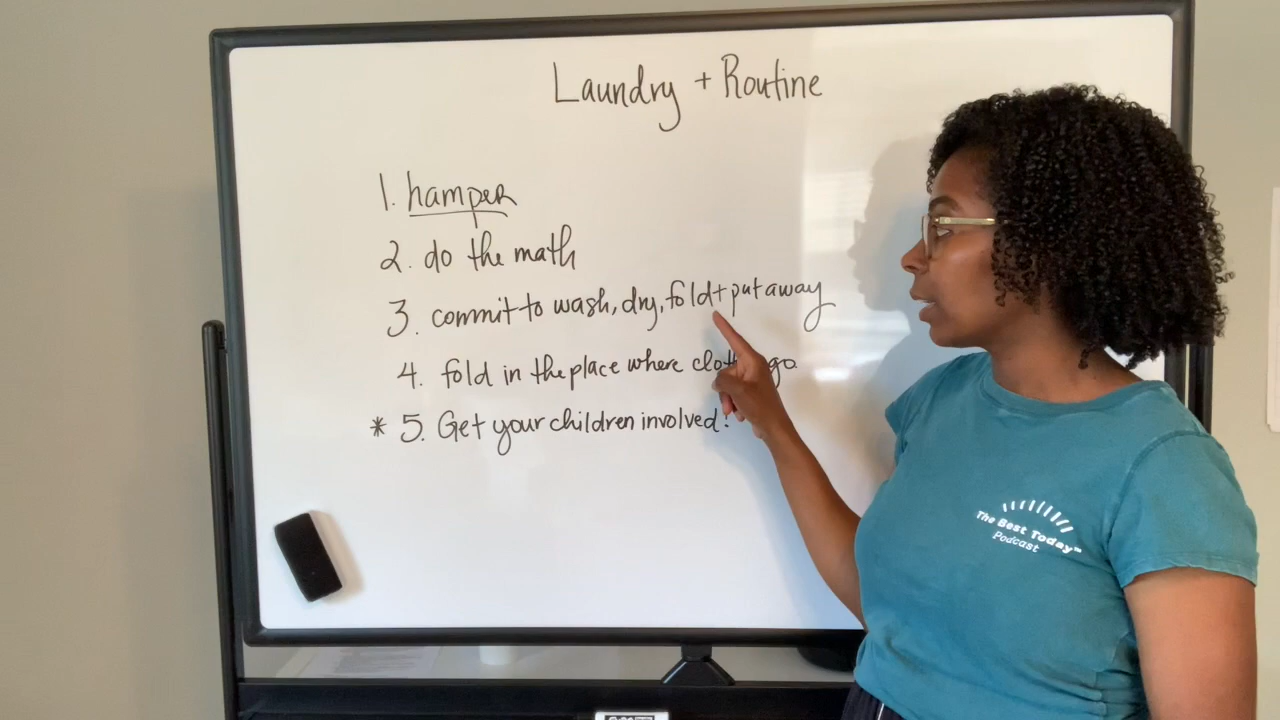 Laundry + Routine
1. hamper
2. do the math
3. commit to wash, dry, fold + put away
4. fold in the place where go
* 5. Get your children involved!
The Best Today™
Podcast